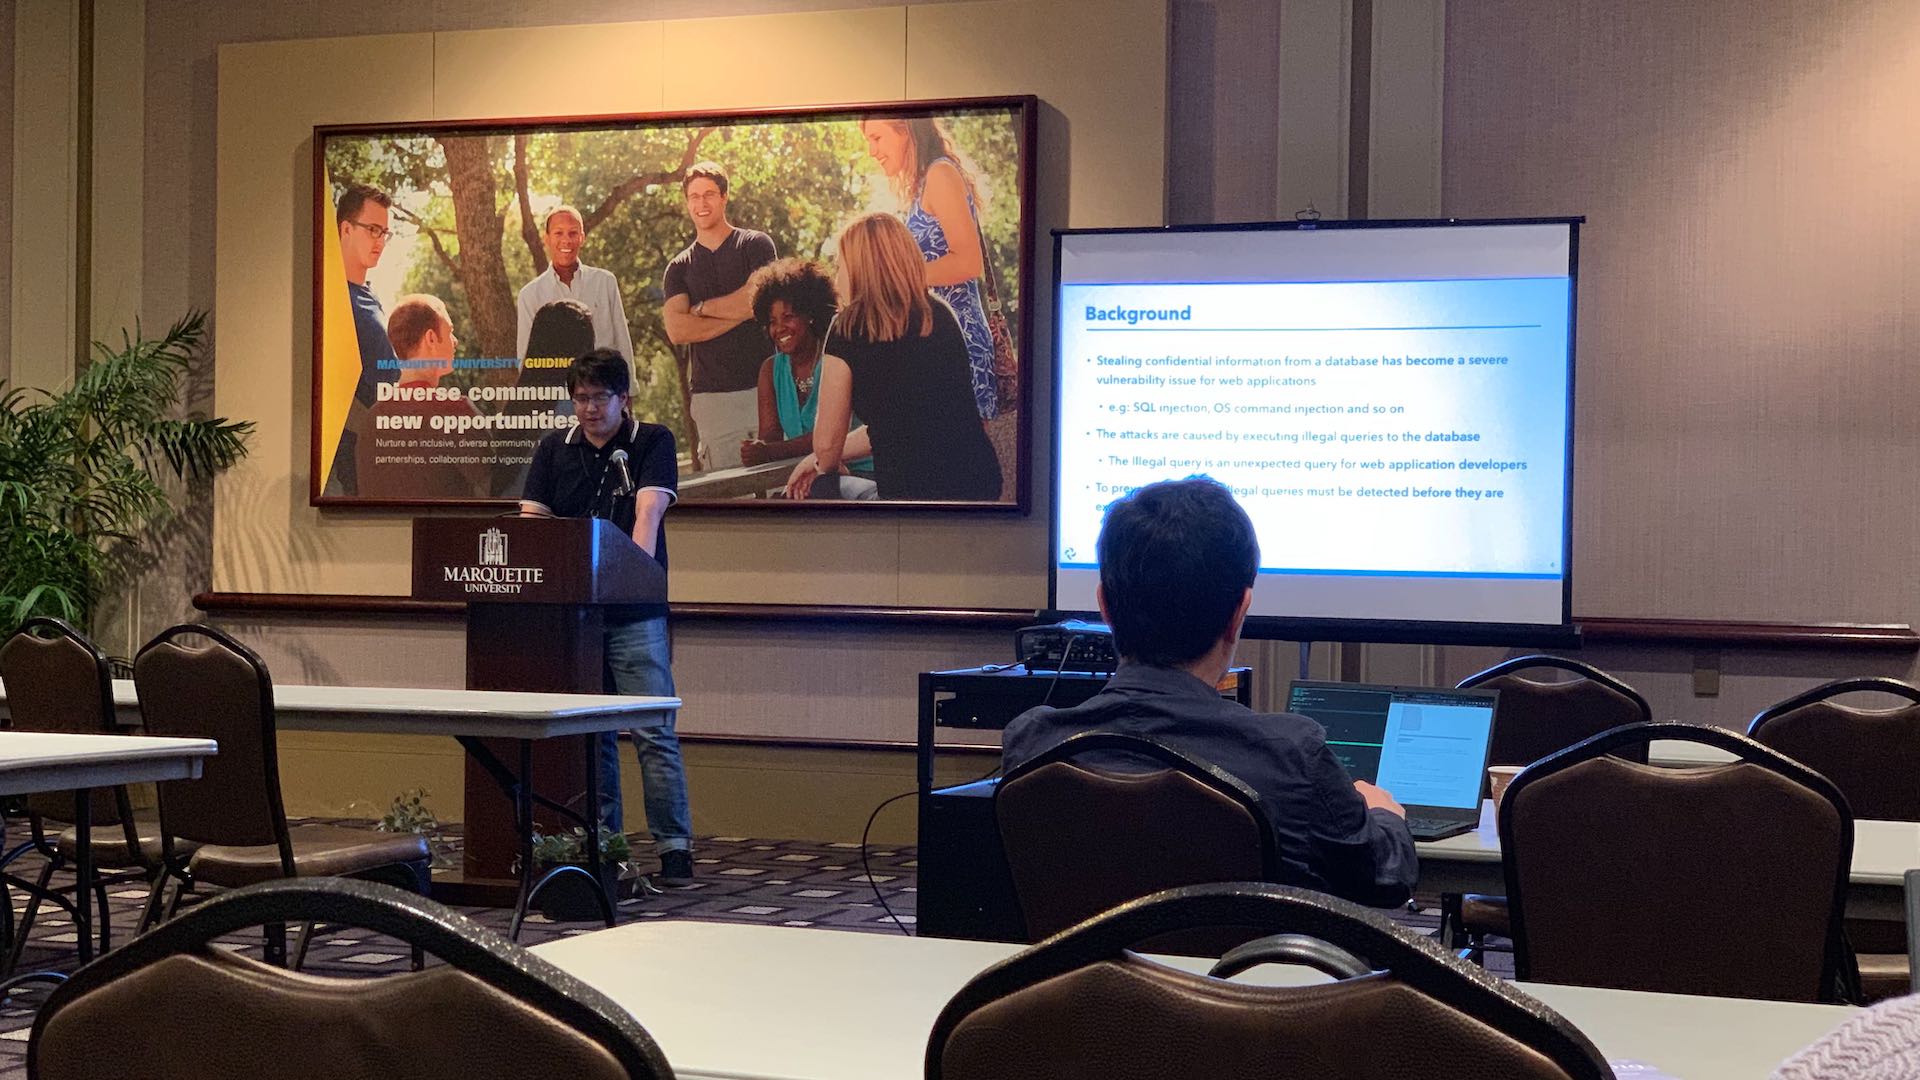 MARQUETTE UNIVERSITY GUIDING
Diverse
new opportunities
Nurture an inclusive, diverse community
partnerships, collaboration and vigorous
MARQUETTE
UNIVERSITY
Background
• Stealing confidential information from a database has become a severe
vulnerability issue for web applications
• e.g: SQL injection, OS command injection and so on
• The attacks are caused by executing illegal queries to the database
• The Illegal query is an unexpected query for web application developers
• To illegal queries must be detected before they are